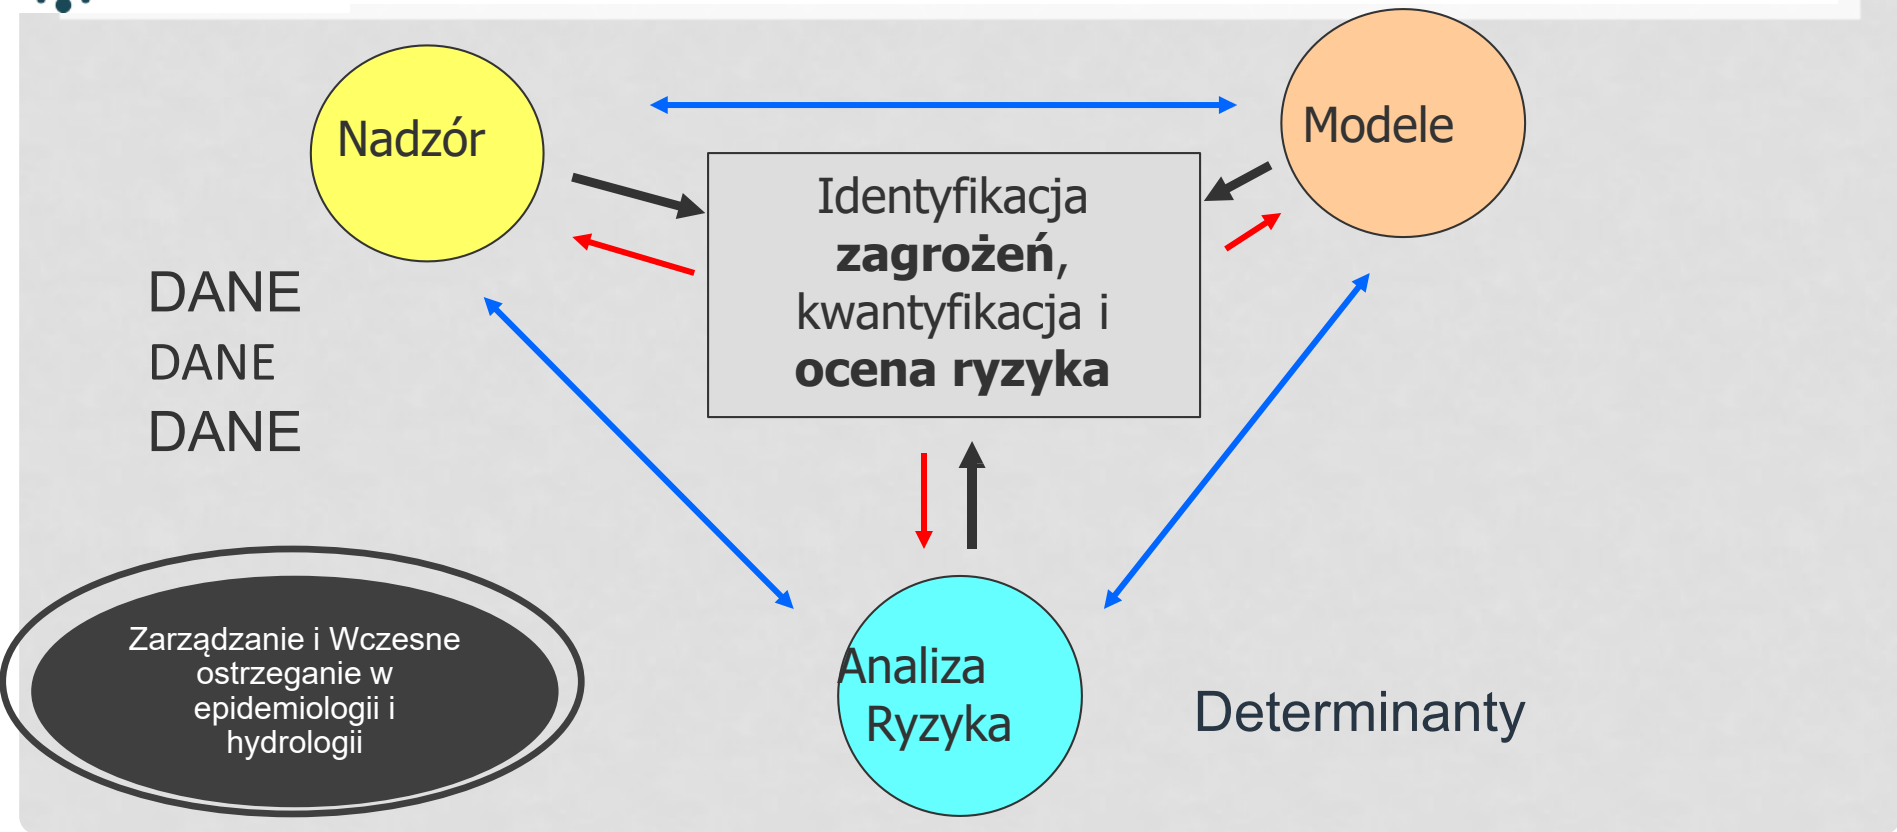 Nadzór
Modele
Identyfikacja
zagrożeń,
kwantyfikacja i
ocena ryzyka
DANE
DANE
DANE
Zarządzanie i Wczesne
ostrzeganie w
epidemiologii i
hydrologii
Analiza
Ryzyka
Determinanty